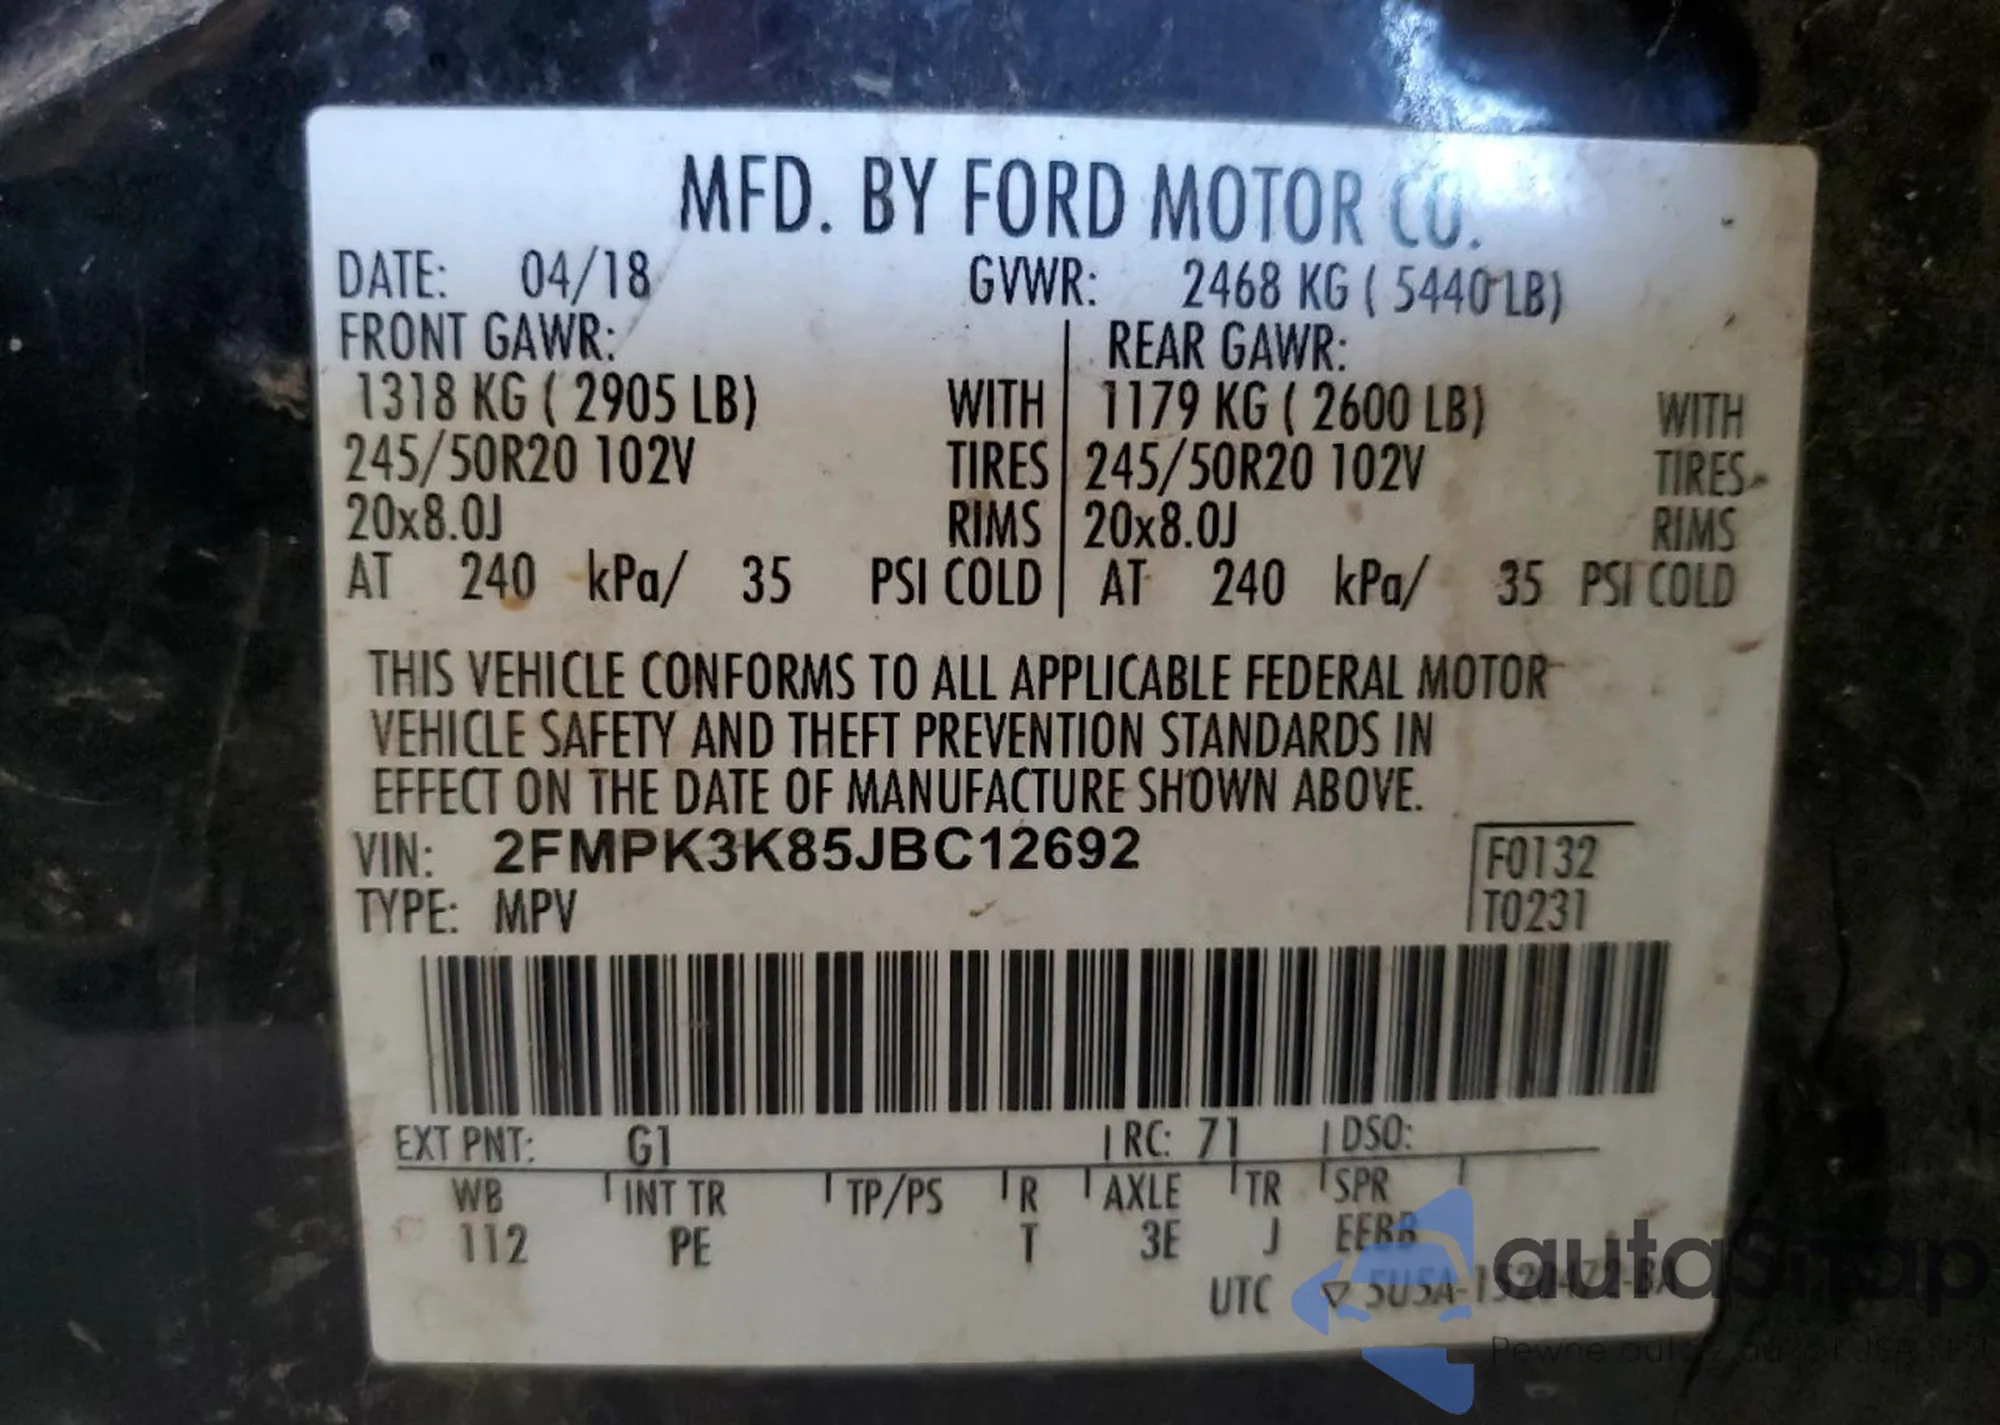 MFD. BY FORD MOTOR CO.
DATE: 04/18 GVWR: 2468 KG ( 5440 LB)
FRONT GAWR: REAR GAWR:
1318 KG ( 2905 LB) WITH 1179 KG ( 2600 LB) WITH
245/50R20 102V TIRES 245/50R20 102V TIRES
20x8.0J RIMS 20x8.0J RIMS
AT 240 kPa/ 35 PSI COLD AT 240 kPa/ 35 PSI COLD
THIS VEHICLE CONFORMS TO ALL APPLICABLE FEDERAL MOTOR
VEHICLE SAFETY AND THEFT PREVENTION STANDARDS IN
EFFECT ON THE DATE OF MANUFACTURE SHOWN ABOVE.
VIN: 2FMPK3K85JBC12692 F0132
TYPE: MPV T0231
EXT PNT: G1 RC: 71 DSO:
WB INT TR TP/PS R AXLE TR SPR
112 PE T 3E J EEBB
UTC
autaSnap
Pewne auta z